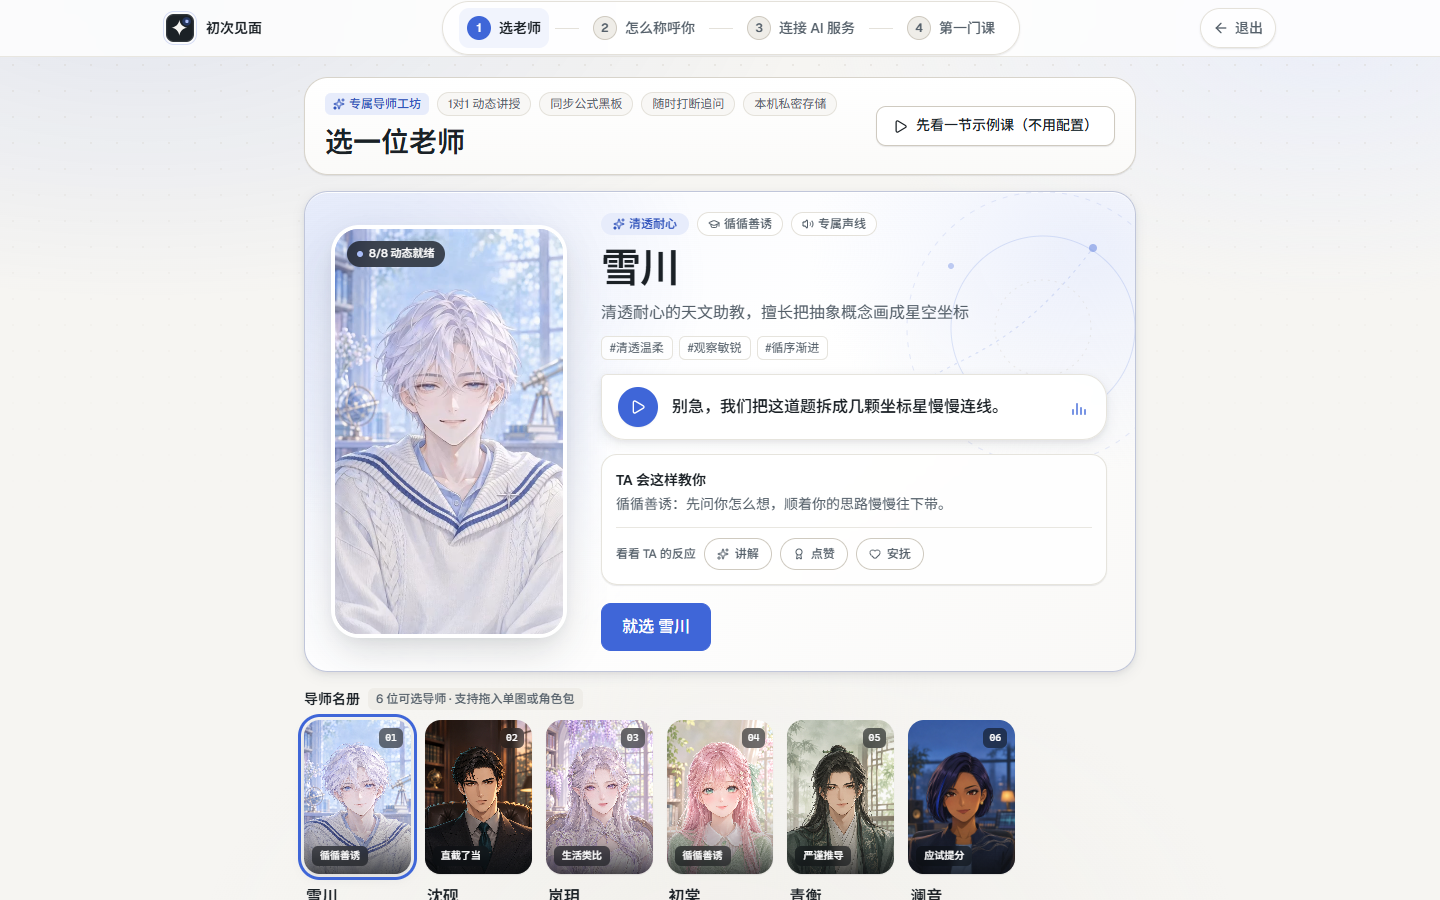 初次见面
1 选老师
2 怎么称呼你
3 连接 AI 服务
4 第一门课
退出
专属导师工坊
1对1 动态讲授
同步公式黑板
随时打断追问
本机私密存储
选一位老师
先看一节示例课（不用配置）
8/8 动态就绪
清透耐心
循循善诱
专属声线
雪川
清透耐心的天文助教，擅长把抽象概念画成星空坐标
#清透温柔
#观察敏锐
#循序渐进
别急，我们把这道题拆成几颗坐标星慢慢连线。
TA 会这样教你
循循善诱：先问你怎么想，顺着你的思路慢慢往下带。
看看 TA 的反应
讲解
点赞
安抚
就选 雪川
导师名册
6 位可选导师 · 支持拖入单图或角色包
01
循循善诱
雪川
02
直截了当
沈砚
03
生活类比
岚玥
04
循循善诱
初棠
05
严谨推导
青衡
06
应试提分
澜音